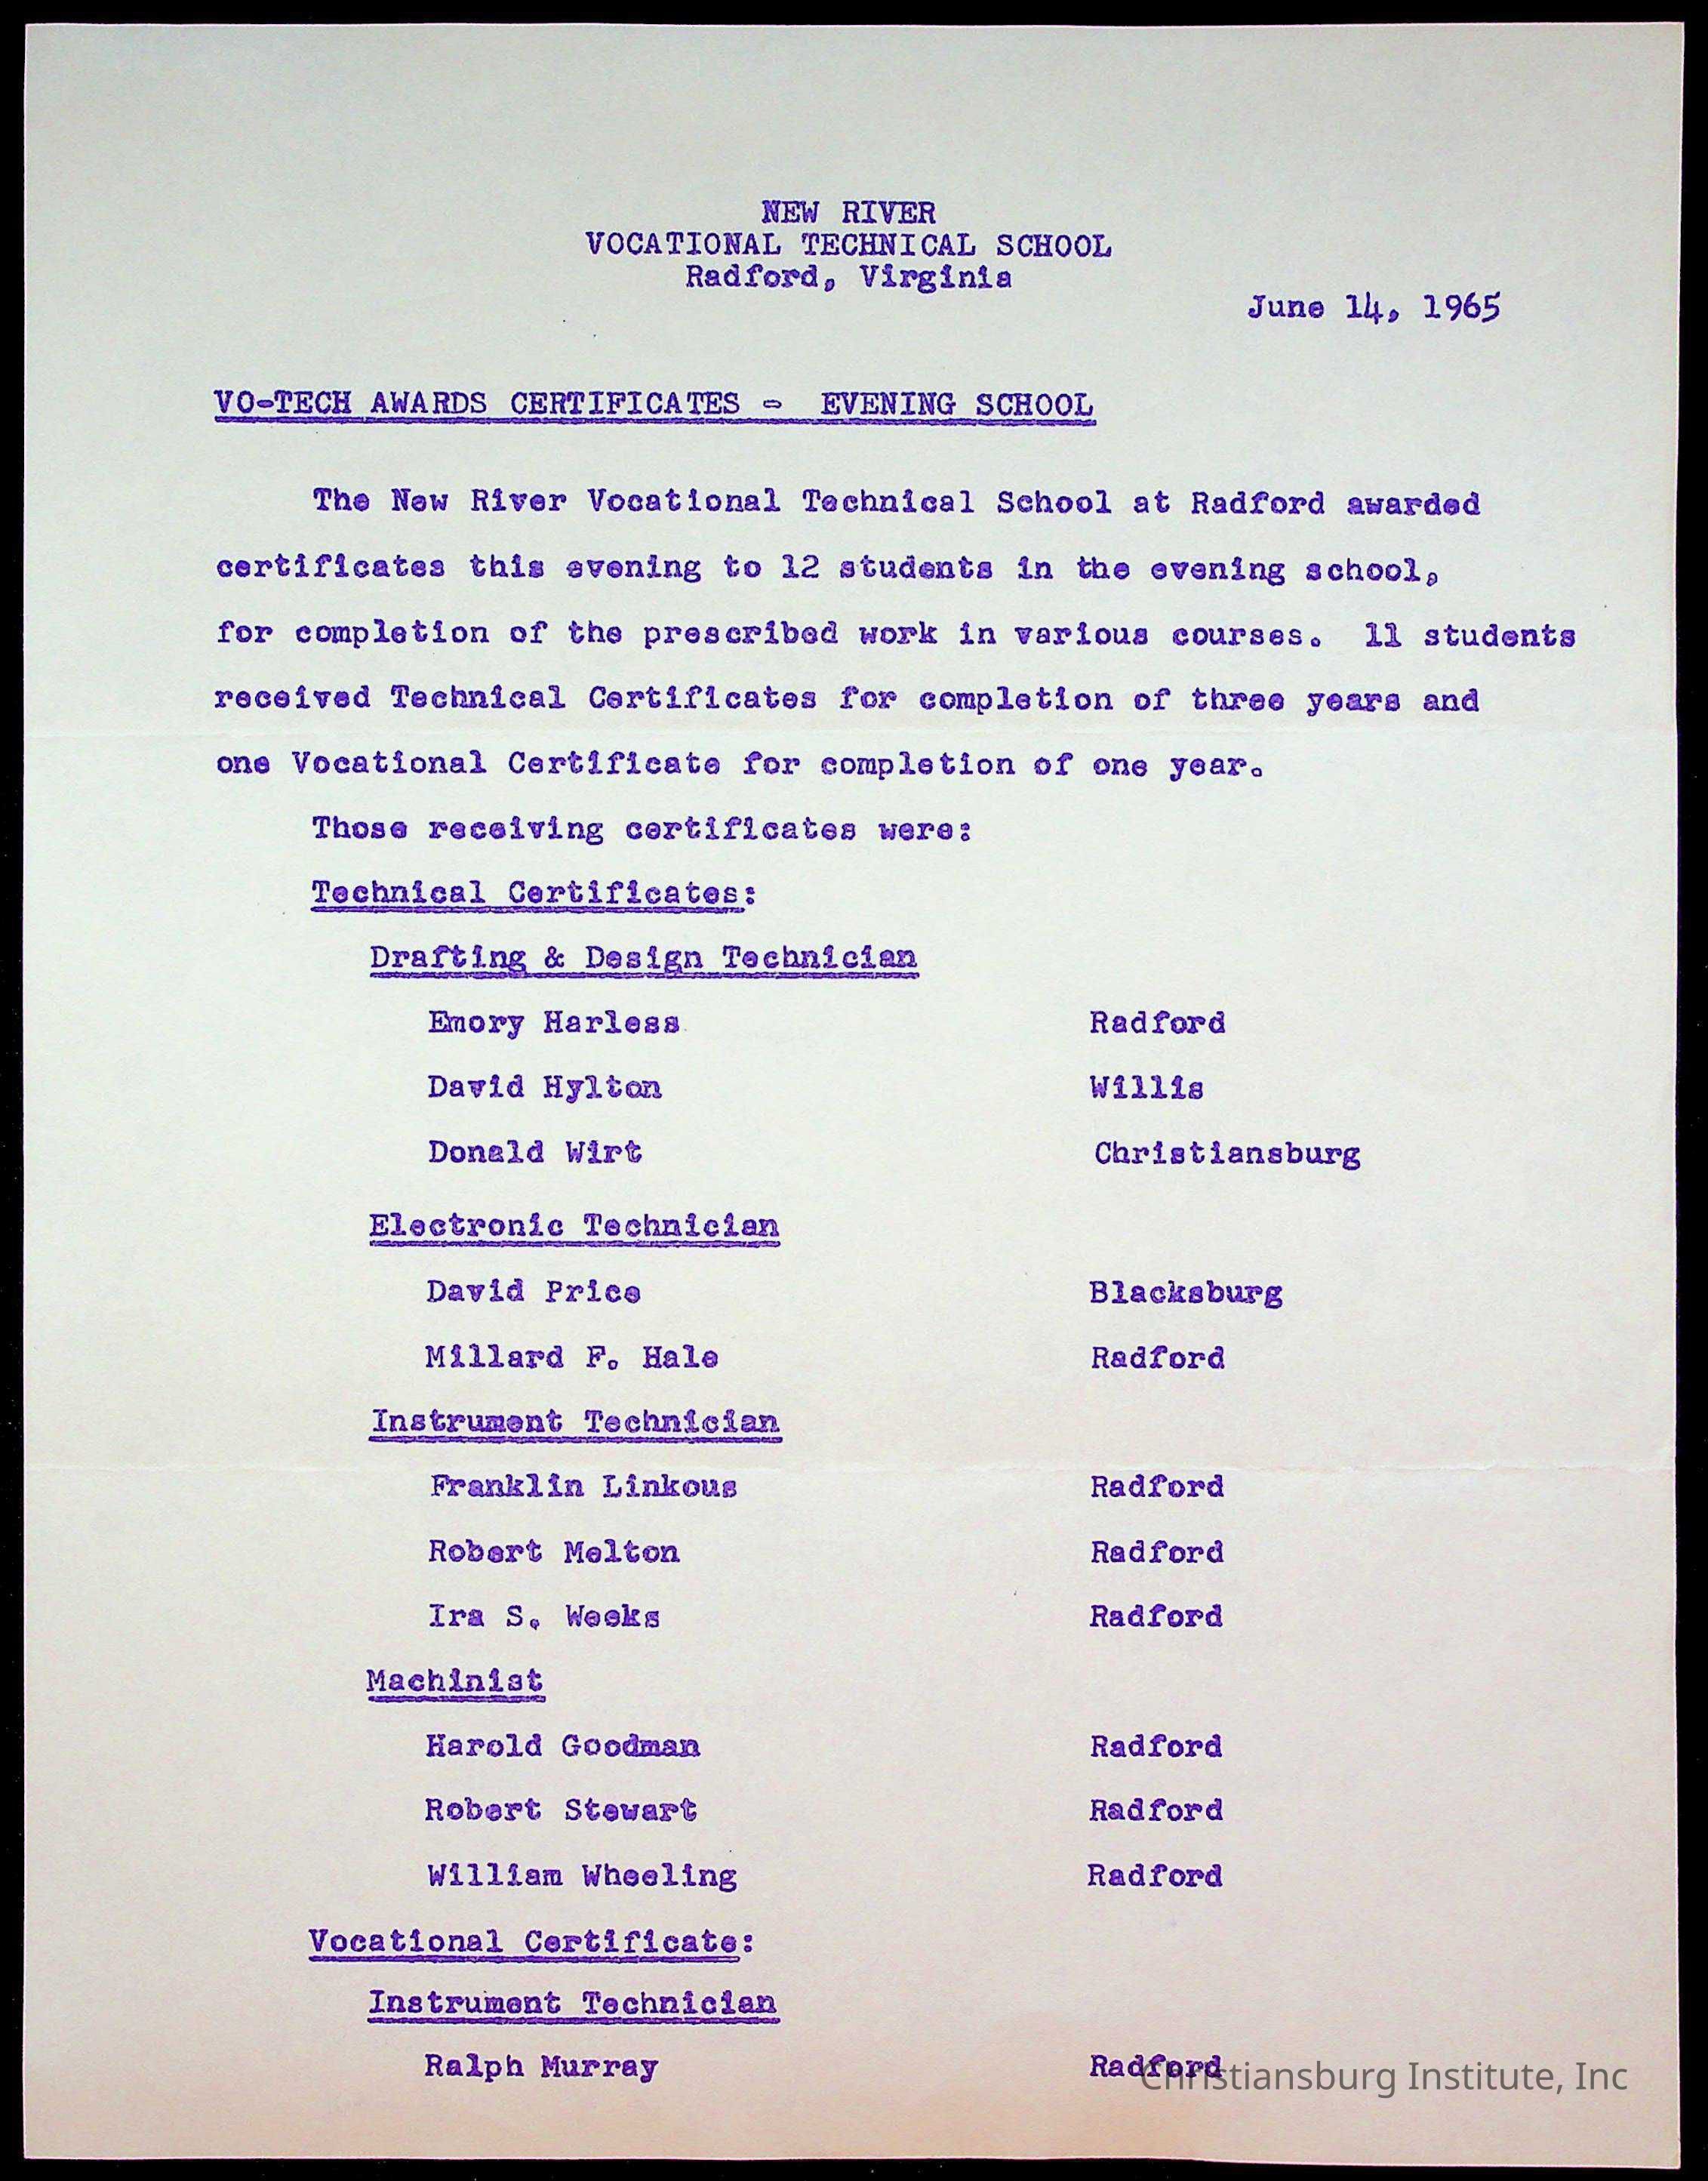 NEW RIVER
VOCATIONAL TECHNICAL SCHOOL
Radford, Virginia
June 14, 1965
VO-TECH AWARDS CERTIFICATES - EVENING SCHOOL
The New River Vocational Technical School at Radford awarded
certificates this evening to 12 students in the evening school,
for completion of the prescribed work in various courses. 11 students
received Technical Certificates for completion of three years and
one Vocational Certificate for completion of one year.
Those receiving certificates were:
Technical Certificates:
Drafting & Design Technician
Emory Harless Radford
David Hylton Willis
Donald Wirt Christiansburg
Electronic Technician
David Price Blacksburg
Millard F. Hale Radford
Instrument Technician
Franklin Linkous Radford
Robert Melton Radford
Ira S. Weeks Radford
Machinist
Harold Goodman Radford
Robert Stewart Radford
William Wheeling Radford
Vocational Certificate:
Instrument Technician
Ralph Murray Radford
Christiansburg Institute, Inc